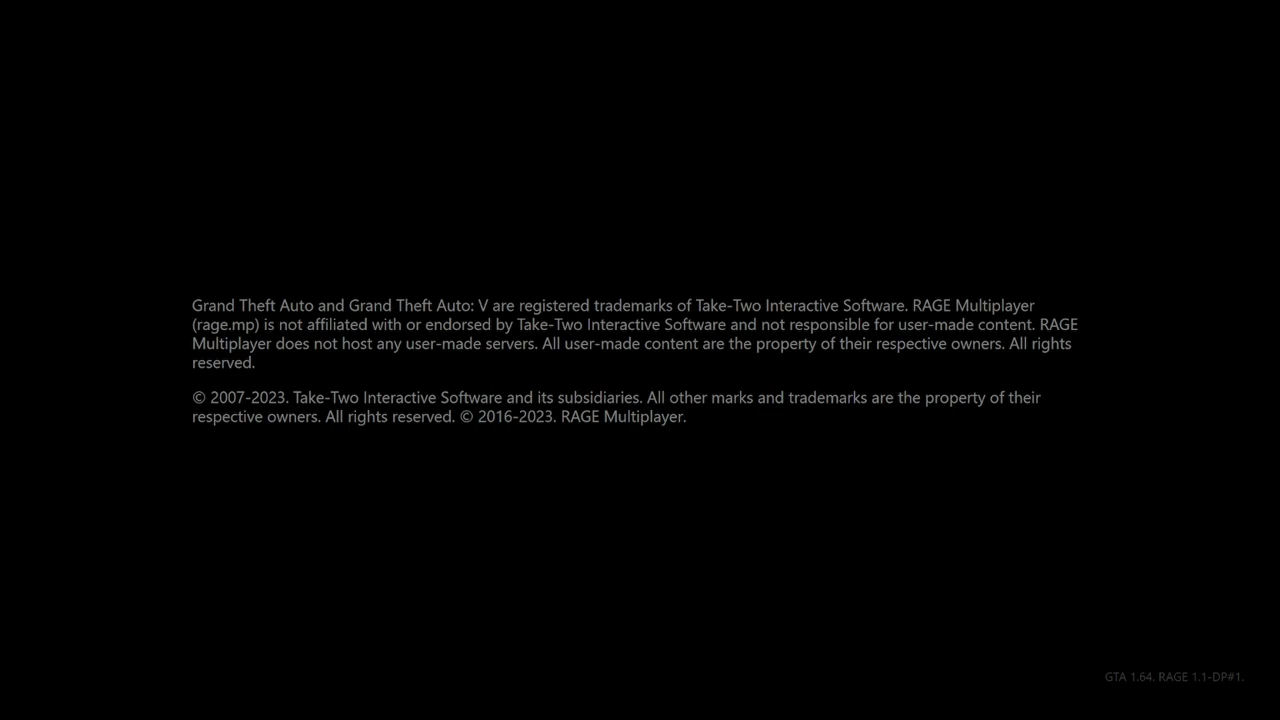 Grand Theft Auto and Grand Theft Auto: V are registered trademarks of Take-Two Interactive Software. RAGE Multiplayer
(rage.mp) is not affiliated with or endorsed by Take-Two Interactive Software and not responsible for user-made content. RAGE
Multiplayer does not host any user-made servers. All user-made content are the property of their respective owners. All rights
reserved.
© 2007-2023. Take-Two Interactive Software and its subsidiaries. All other marks and trademarks are the property of their
respective owners. All rights reserved. © 2016-2023. RAGE Multiplayer.
GTA 1.64. RAGE 1.1-DP#1.